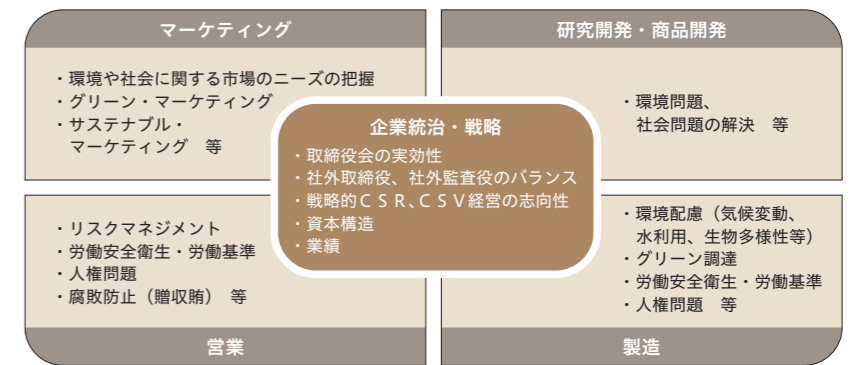 マーケティング
・環境や社会に関する市場のニーズの把握
・グリーン・マーケティング
・サステナブル・
マーケティング　等
研究開発・商品開発
・環境問題、
社会問題の解決　等
企業統治・戦略
・取締役会の実効性
・社外取締役、社外監査役のバランス
・戦略的ＣＳＲ、ＣＳＶ経営の志向性
・資本構造
・業績
・リスクマネジメント
・労働安全衛生・労働基準
・人権問題
・腐敗防止（贈収賄）　等
営業
・環境配慮（気候変動、
水利用、生物多様性等）
・グリーン調達
・労働安全衛生・労働基準
・人権問題　等
製造